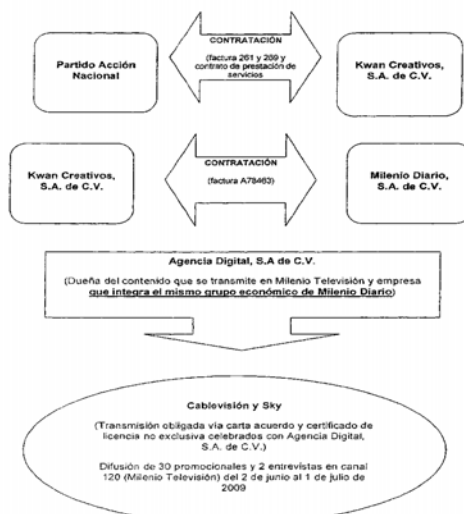 CONTRATACIÓN
Partido Acción
Nacional
(factura 261 y 269 y
contrato de prestación de
servicios
Kwan Creativos,
S.A. de C.V.
Kwan Creativos,
S.A. de C.V.
CONTRATACIÓN
(factura A78463)
Milenio Diario,
S.A. de C.V.
Agencia Digital, S.A de C.V.
(Dueña del contenido que se transmite en Milenio Televisión y empresa
que integra el mismo grupo económico de Milenio Diario)
Cablevisión y Sky
(Transmisión obligada vía carta acuerdo y certificado de
licencia no exclusiva celebrados con Agencia Digital,
S.A. de C.V.)
Difusión de 30 promocionales y 2 entrevistas en canal
120 (Milenio Televisión) del 2 de junio al 1 de julio de
2009